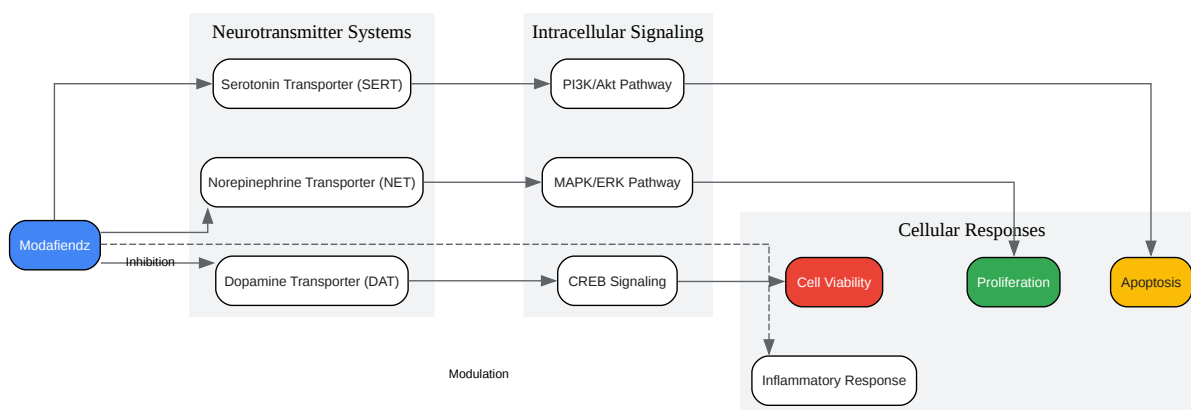 Neurotransmitter Systems
Intracellular Signaling
Serotonin Transporter (SERT)
PI3K/Akt Pathway
Norepinephrine Transporter (NET)
MAPK/ERK Pathway
Cellular Responses
Modafiendz
Inhibition
Dopamine Transporter (DAT)
CREB Signaling
Cell Viability
Proliferation
Apoptosis
Modulation
Inflammatory Response